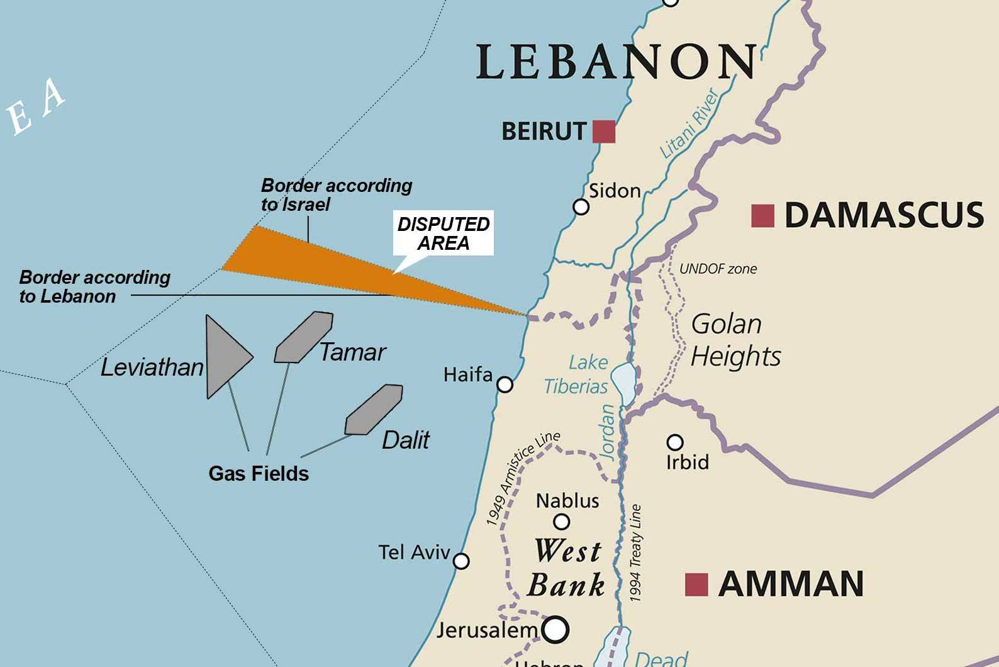 LEBANON
E A
Litani River
BEIRUT
Border according
to Israel
Sidon
DISPUTED
AREA
DAMASCUS
Border according
to Lebanon
UNDOF zone
Golan
Heights
Tamar
Leviathan
Haifa
Lake
Tiberias
Jordan
Dalit
1949 Armistice Line
Irbid
Gas Fields
Nablus
1994 Treaty Line
Tel Aviv
West
Bank
AMMAN
Jerusalem
Hebron
Dead